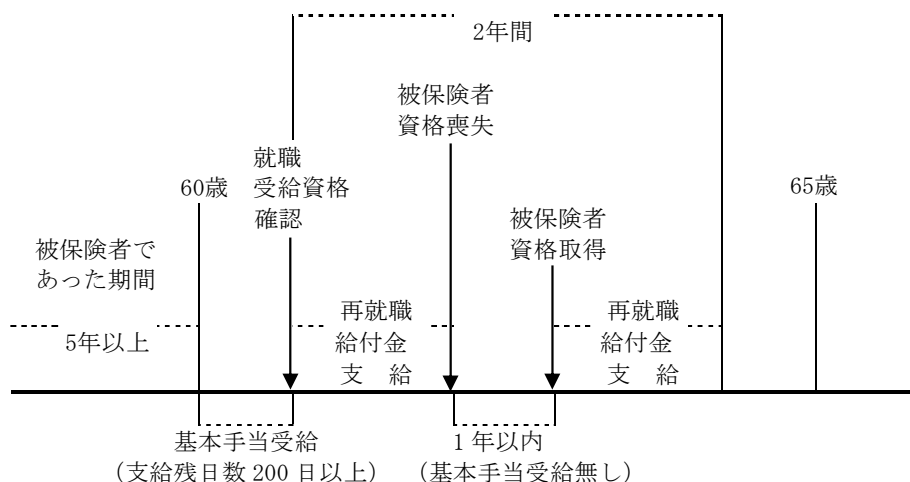 2年間
被保険者
資格喪失
就職
受給資格
確認
60歳
65歳
被保険者
資格取得
被保険者で
あった期間
5年以上
再就職
給付金
支　給
再就職
給付金
支　給
基本手当受給
（支給残日数 200 日以上）
1 年以内
（基本手当受給無し）